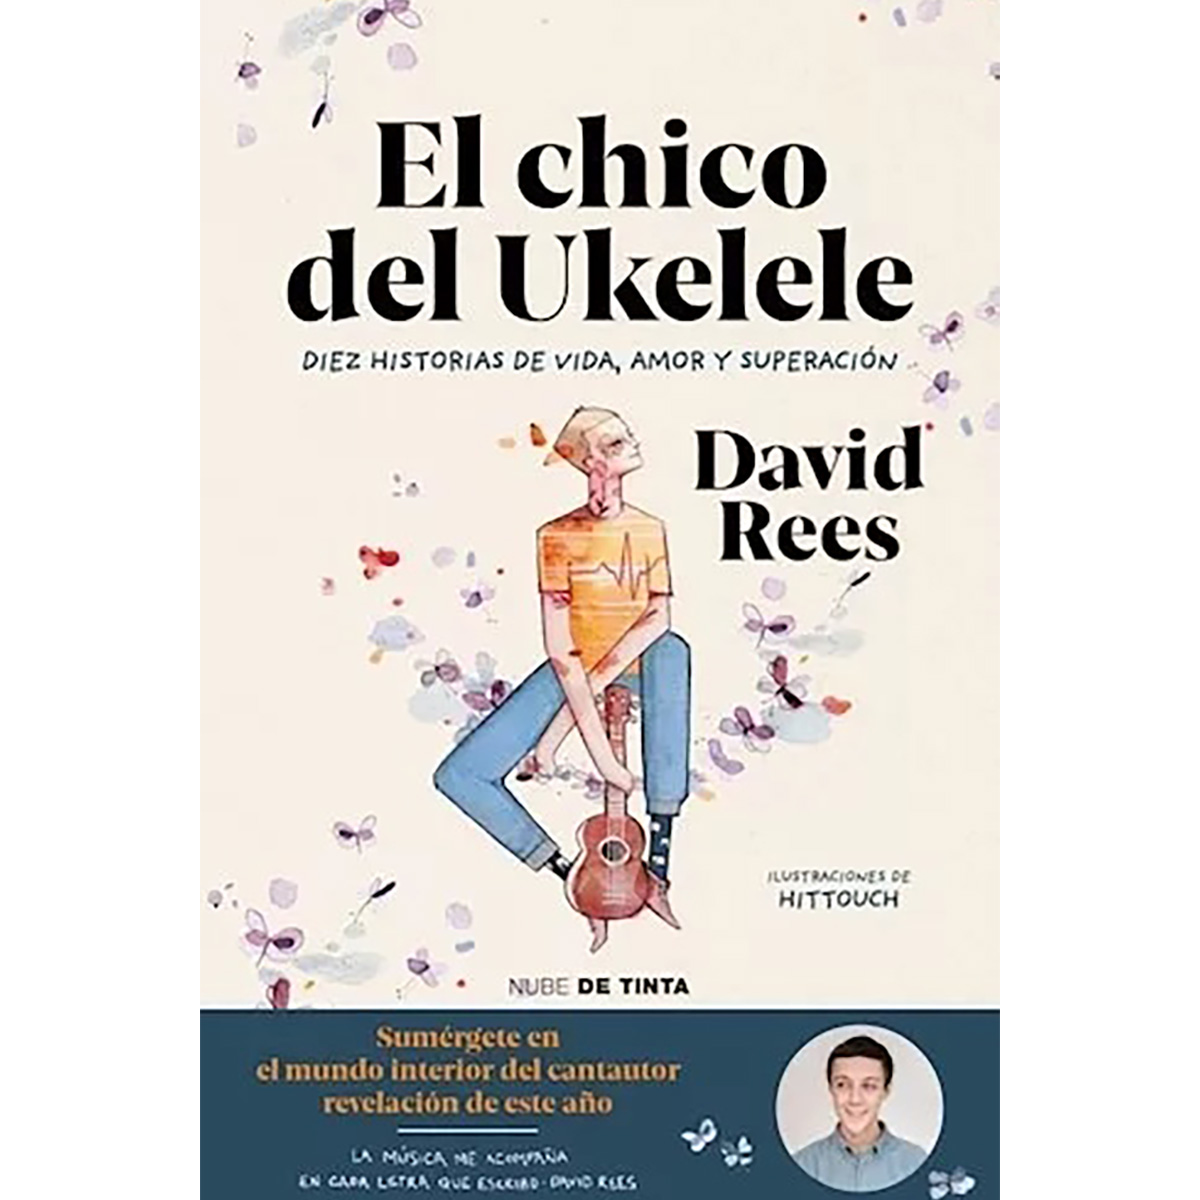 El chico
del Ukelele
DIEZ HISTORIAS DE VIDA, AMOR Y SUPERACIÓN
David
Rees
ILUSTRACIONES DE
HITTOUCH
NUBE DE TINTA
Sumérgete en
el mundo interior del cantautor
revelación de este año
LA MÚSICA ME ACOMPAÑA
EN CADA LETRA QUE ESCRIBO · DAVID REES